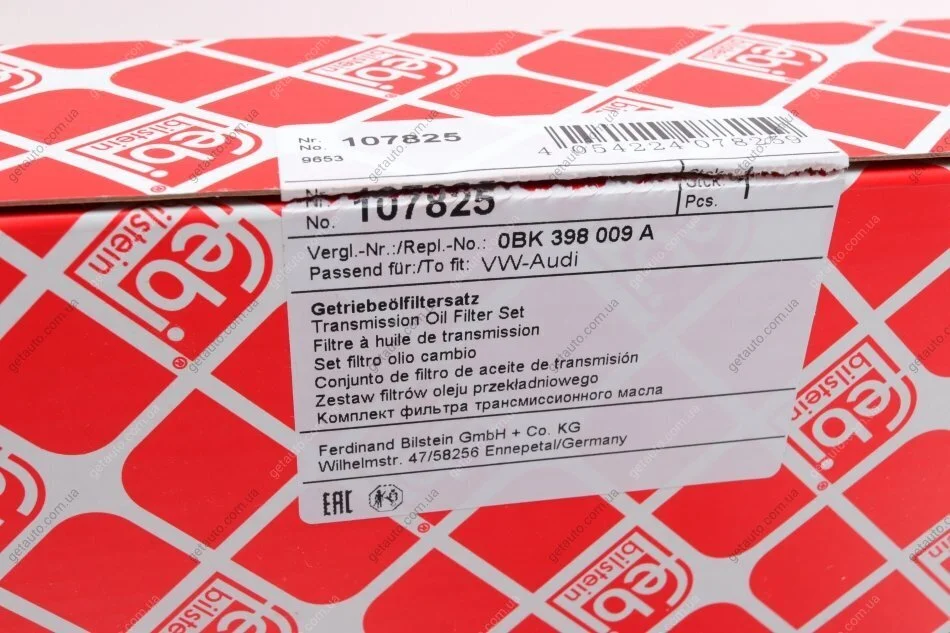 febi
bilstein
Nr.
No. 107825
9653
4 054224 078259
Nr.
No. 107825
Stck.
Pcs. 1
Vergl.-Nr.:/Repl.-No.: 0BK 398 009 A
Passend für:/To fit: VW-Audi
Getriebeölfiltersatz
Transmission Oil Filter Set
Filtre à huile de transmission
Set filtro olio cambio
Conjunto de filtro de aceite de transmisión
Zestaw filtrów oleju przekładniowego
Комплект фильтра трансмиссионного масла
Ferdinand Bilstein GmbH + Co. KG
Wilhelmstr. 47/58256 Ennepetal/Germany
EAC
getauto.com.ua